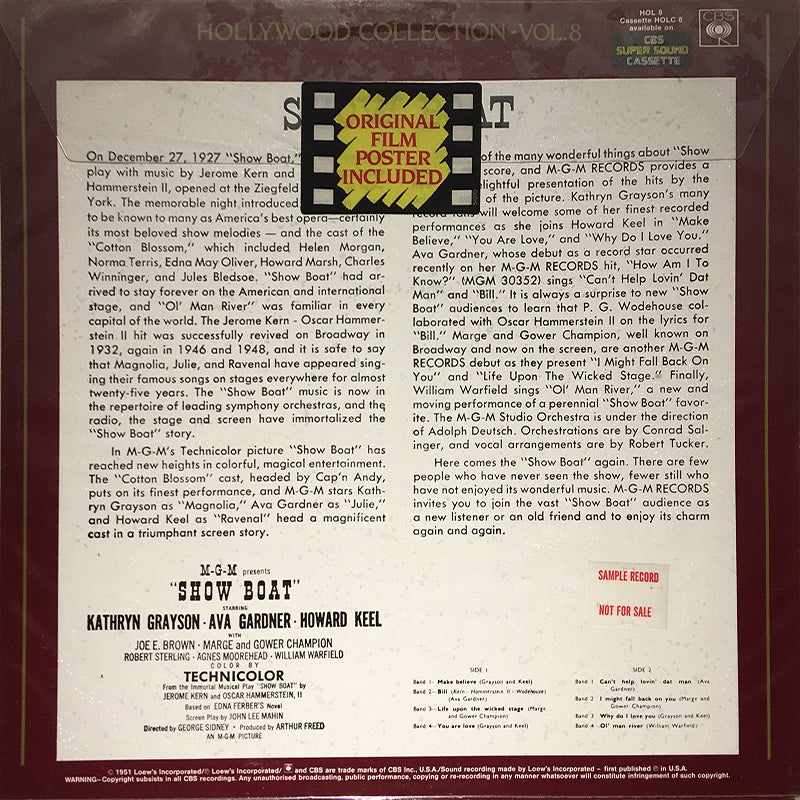 HOLLYWOOD COLLECTION-VOL.8
HOL 8
Cassette HOLC 8
available on
CBS
SUPER SOUND
CASSETTE
CBS
S
AT
ORIGINAL
FILM
POSTER
INCLUDED
On December 27, 1927 "Show Boat,"
play with music by Jerome Kern and
Hammerstein II, opened at the Ziegfeld
York. The memorable night introduced
to be known to many as America's best opera—certainly
its most beloved show melodies — and the cast of the
"Cotton Blossom," which included Helen Morgan,
Norma Terris, Edna May Oliver, Howard Marsh, Charles
Winninger, and Jules Bledsoe. "Show Boat" had ar-
rived to stay forever on the American and international
stage, and "Ol' Man River" was familiar in every
capital of the world. The Jerome Kern - Oscar Hammer-
stein II hit was successfully revived on Broadway in
1932, again in 1946 and 1948, and it is safe to say
that Magnolia, Julie, and Ravenal have appeared sing-
ing their famous songs on stages everywhere for almost
twenty-five years. The "Show Boat" music is now in
the repertoire of leading symphony orchestras, and the
radio, the stage and screen have immortalized the
"Show Boat" story.
In M-G-M's Technicolor picture "Show Boat" has
reached new heights in colorful, magical entertainment.
The "Cotton Blossom" cast, headed by Cap'n Andy,
puts on its finest performance, and M-G-M stars Kath-
ryn Grayson as "Magnolia," Ava Gardner as "Julie,"
and Howard Keel as "Ravenal" head a magnificent
cast in a triumphant screen story.
of the many wonderful things about "Show
score, and M-G-M RECORDS provides a
lightful presentation of the hits by the
of the picture. Kathryn Grayson's many
record fans will welcome some of her finest recorded
performances as she joins Howard Keel in "Make
Believe," "You Are Love," and "Why Do I Love You."
Ava Gardner, whose debut as a record star occurred
recently on her M-G-M RECORDS hit, "How Am I To
Know?" (MGM 30352) sings "Can't Help Lovin' Dat
Man" and "Bill." It is always a surprise to new "Show
Boat" audiences to learn that P. G. Wodehouse col-
laborated with Oscar Hammerstein II on the lyrics for
"Bill." Marge and Gower Champion, well known on
Broadway and now on the screen, are another M-G-M
RECORDS debut as they present "I Might Fall Back On
You" and "Life Upon The Wicked Stage." Finally,
William Warfield sings "Ol' Man River," a new and
moving performance of a perennial "Show Boat" favor-
ite. The M-G-M Studio Orchestra is under the direction
of Adolph Deutsch. Orchestrations are by Conrad Sal-
inger, and vocal arrangements are by Robert Tucker.
Here comes the "Show Boat" again. There are few
people who have never seen the show, fewer still who
have not enjoyed its wonderful music. M-G-M RECORDS
invites you to join the vast "Show Boat" audience as
a new listener or an old friend and to enjoy its charm
again and again.
M-G-M presents
"SHOW BOAT"
STARRING
KATHRYN GRAYSON · AVA GARDNER · HOWARD KEEL
WITH
JOE E. BROWN · MARGE and GOWER CHAMPION
ROBERT STERLING · AGNES MOOREHEAD · WILLIAM WARFIELD
COLOR BY
TECHNICOLOR
From the Immortal Musical Play "SHOW BOAT" by
JEROME KERN and OSCAR HAMMERSTEIN, II
Based on EDNA FERBER'S Novel
Screen Play by JOHN LEE MAHIN
Directed by GEORGE SIDNEY · Produced by ARTHUR FREED
AN M-G-M PICTURE
SAMPLE RECORD
NOT FOR SALE
SIDE 1
Band 1- Make believe (Grayson and Keel)
Band 2- Bill (Kern - Hammerstein II - Wodehouse)
(Ava Gardner)
Band 3- Life upon the wicked stage (Marge
and Gower Champion)
Band 4- You are love (Grayson and Keel)
SIDE 2
Band 1 Can't help lovin' dat man (Ava
Gardner)
Band 2 I might fall back on you (Marge and
Gower Champion)
Band 3 Why do I love you (Grayson and Keel)
Band 4 - Ol' man river (William Warfield)
© 1951 Loew's Incorporated/℗ Loew's Incorporated/ and CBS are trade marks of CBS Inc., U.S.A./Sound recording made by Loew's Incorporated – first published ℗ in U.S.A.
WARNING–Copyright subsists in all CBS recordings. Any unauthorised broadcasting, public performance, copying or re-recording in any manner whatsoever will constitute infringement of such copyright.